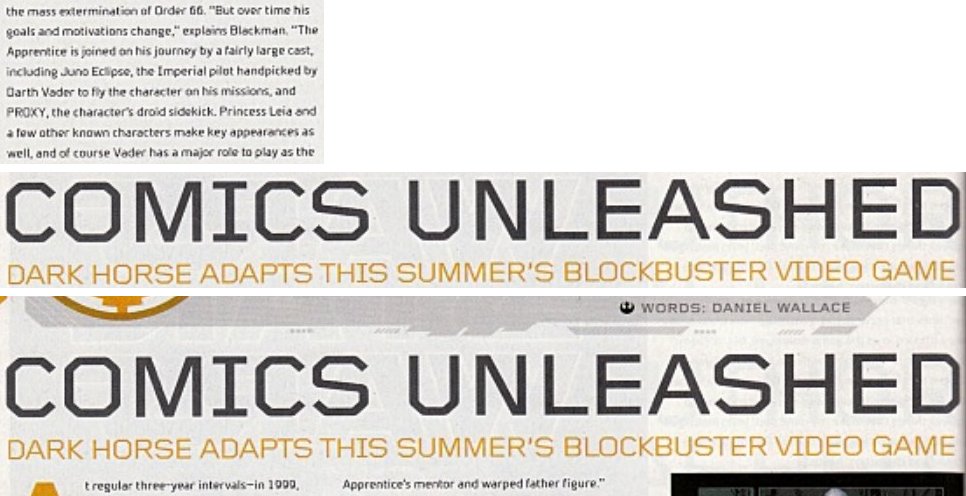 the mass extermination of Order 66. "But over time his
goals and motivations change," explains Blackman. "The
Apprentice is joined on his journey by a fairly large cast,
including Juno Eclipse, the Imperial pilot handpicked by
Darth Vader to fly the character on his missions, and
PROXY, the character's droid sidekick. Princess Leia and
a few other known characters make key appearances as
well, and of course Vader has a major role to play as the
COMICS UNLEASHED
DARK HORSE ADAPTS THIS SUMMER'S BLOCKBUSTER VIDEO GAME
WORDS: DANIEL WALLACE
COMICS UNLEASHED
DARK HORSE ADAPTS THIS SUMMER'S BLOCKBUSTER VIDEO GAME
t regular three-year intervals—in 1999,
Apprentice's mentor and warped father figure."